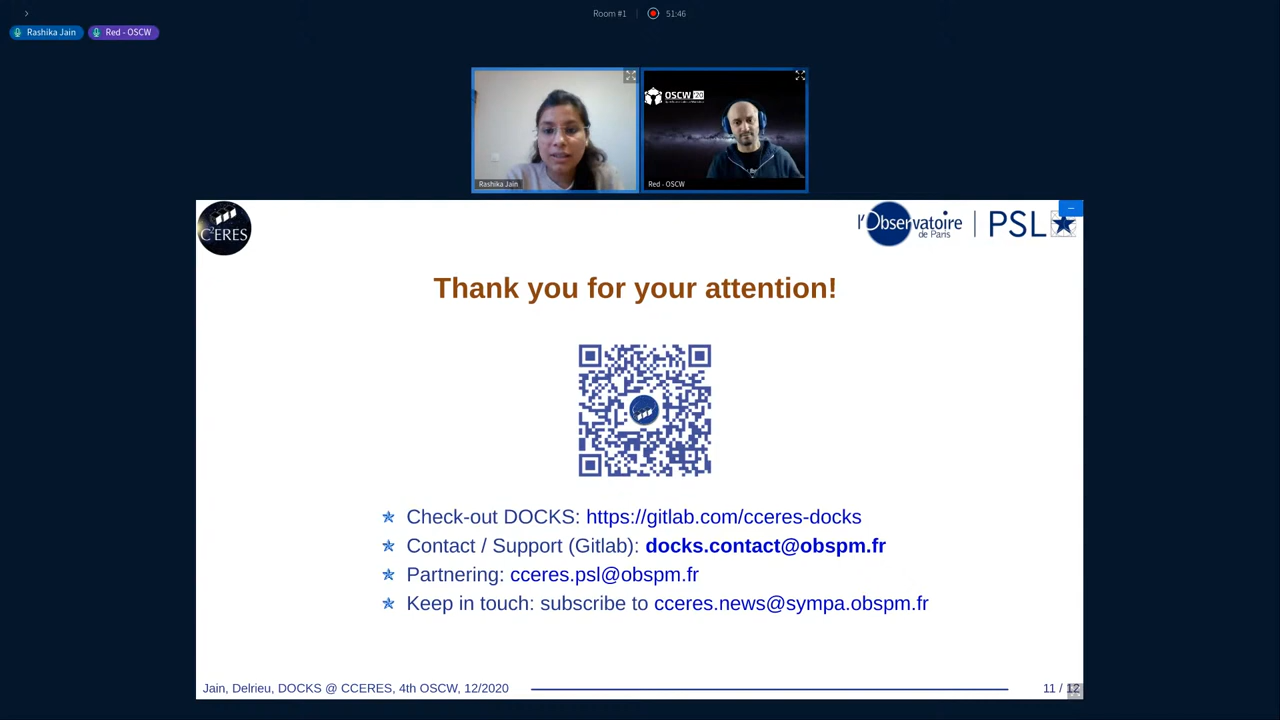 Room #1
51:46
Rashika Jain
Red - OSCW
OSCW '20
Rashika Jain
Red - OSCW
C²ERES
l'Observatoire
de Paris
PSL
Thank you for your attention!
Check-out DOCKS: https://gitlab.com/cceres-docks
Contact / Support (Gitlab): docks.contact@obspm.fr
Partnering: cceres.psl@obspm.fr
Keep in touch: subscribe to cceres.news@sympa.obspm.fr
Jain, Delrieu, DOCKS @ CCERES, 4th OSCW, 12/2020
11 / 12